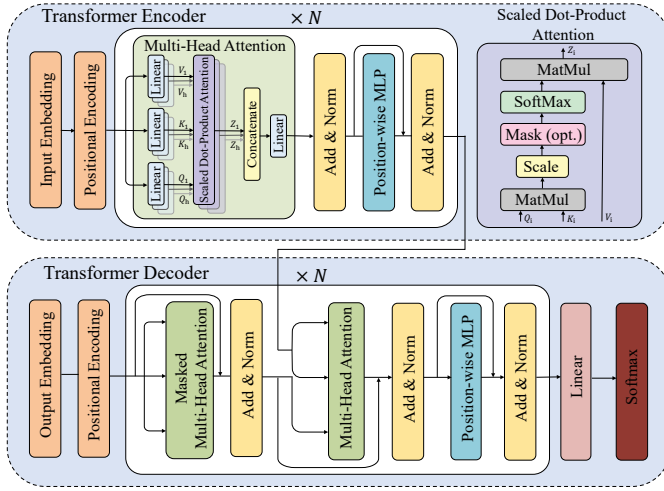 Transformer Encoder
× N
Scaled Dot-Product
Attention
Input Embedding
Positional Encoding
Multi-Head Attention
Linear
V₁
Vₕ
Linear
K₁
Kₕ
Linear
Q₁
Qₕ
Scaled Dot-Product Attention
Z₁
Zₕ
Concatenate
Linear
Add & Norm
Position-wise MLP
Add & Norm
Zᵢ
MatMul
SoftMax
Mask (opt.)
Scale
MatMul
Qᵢ
Kᵢ
Vᵢ
Transformer Decoder
× N
Output Embedding
Positional Encoding
Masked
Multi-Head Attention
Add & Norm
Multi-Head Attention
Add & Norm
Position-wise MLP
Add & Norm
Linear
Softmax